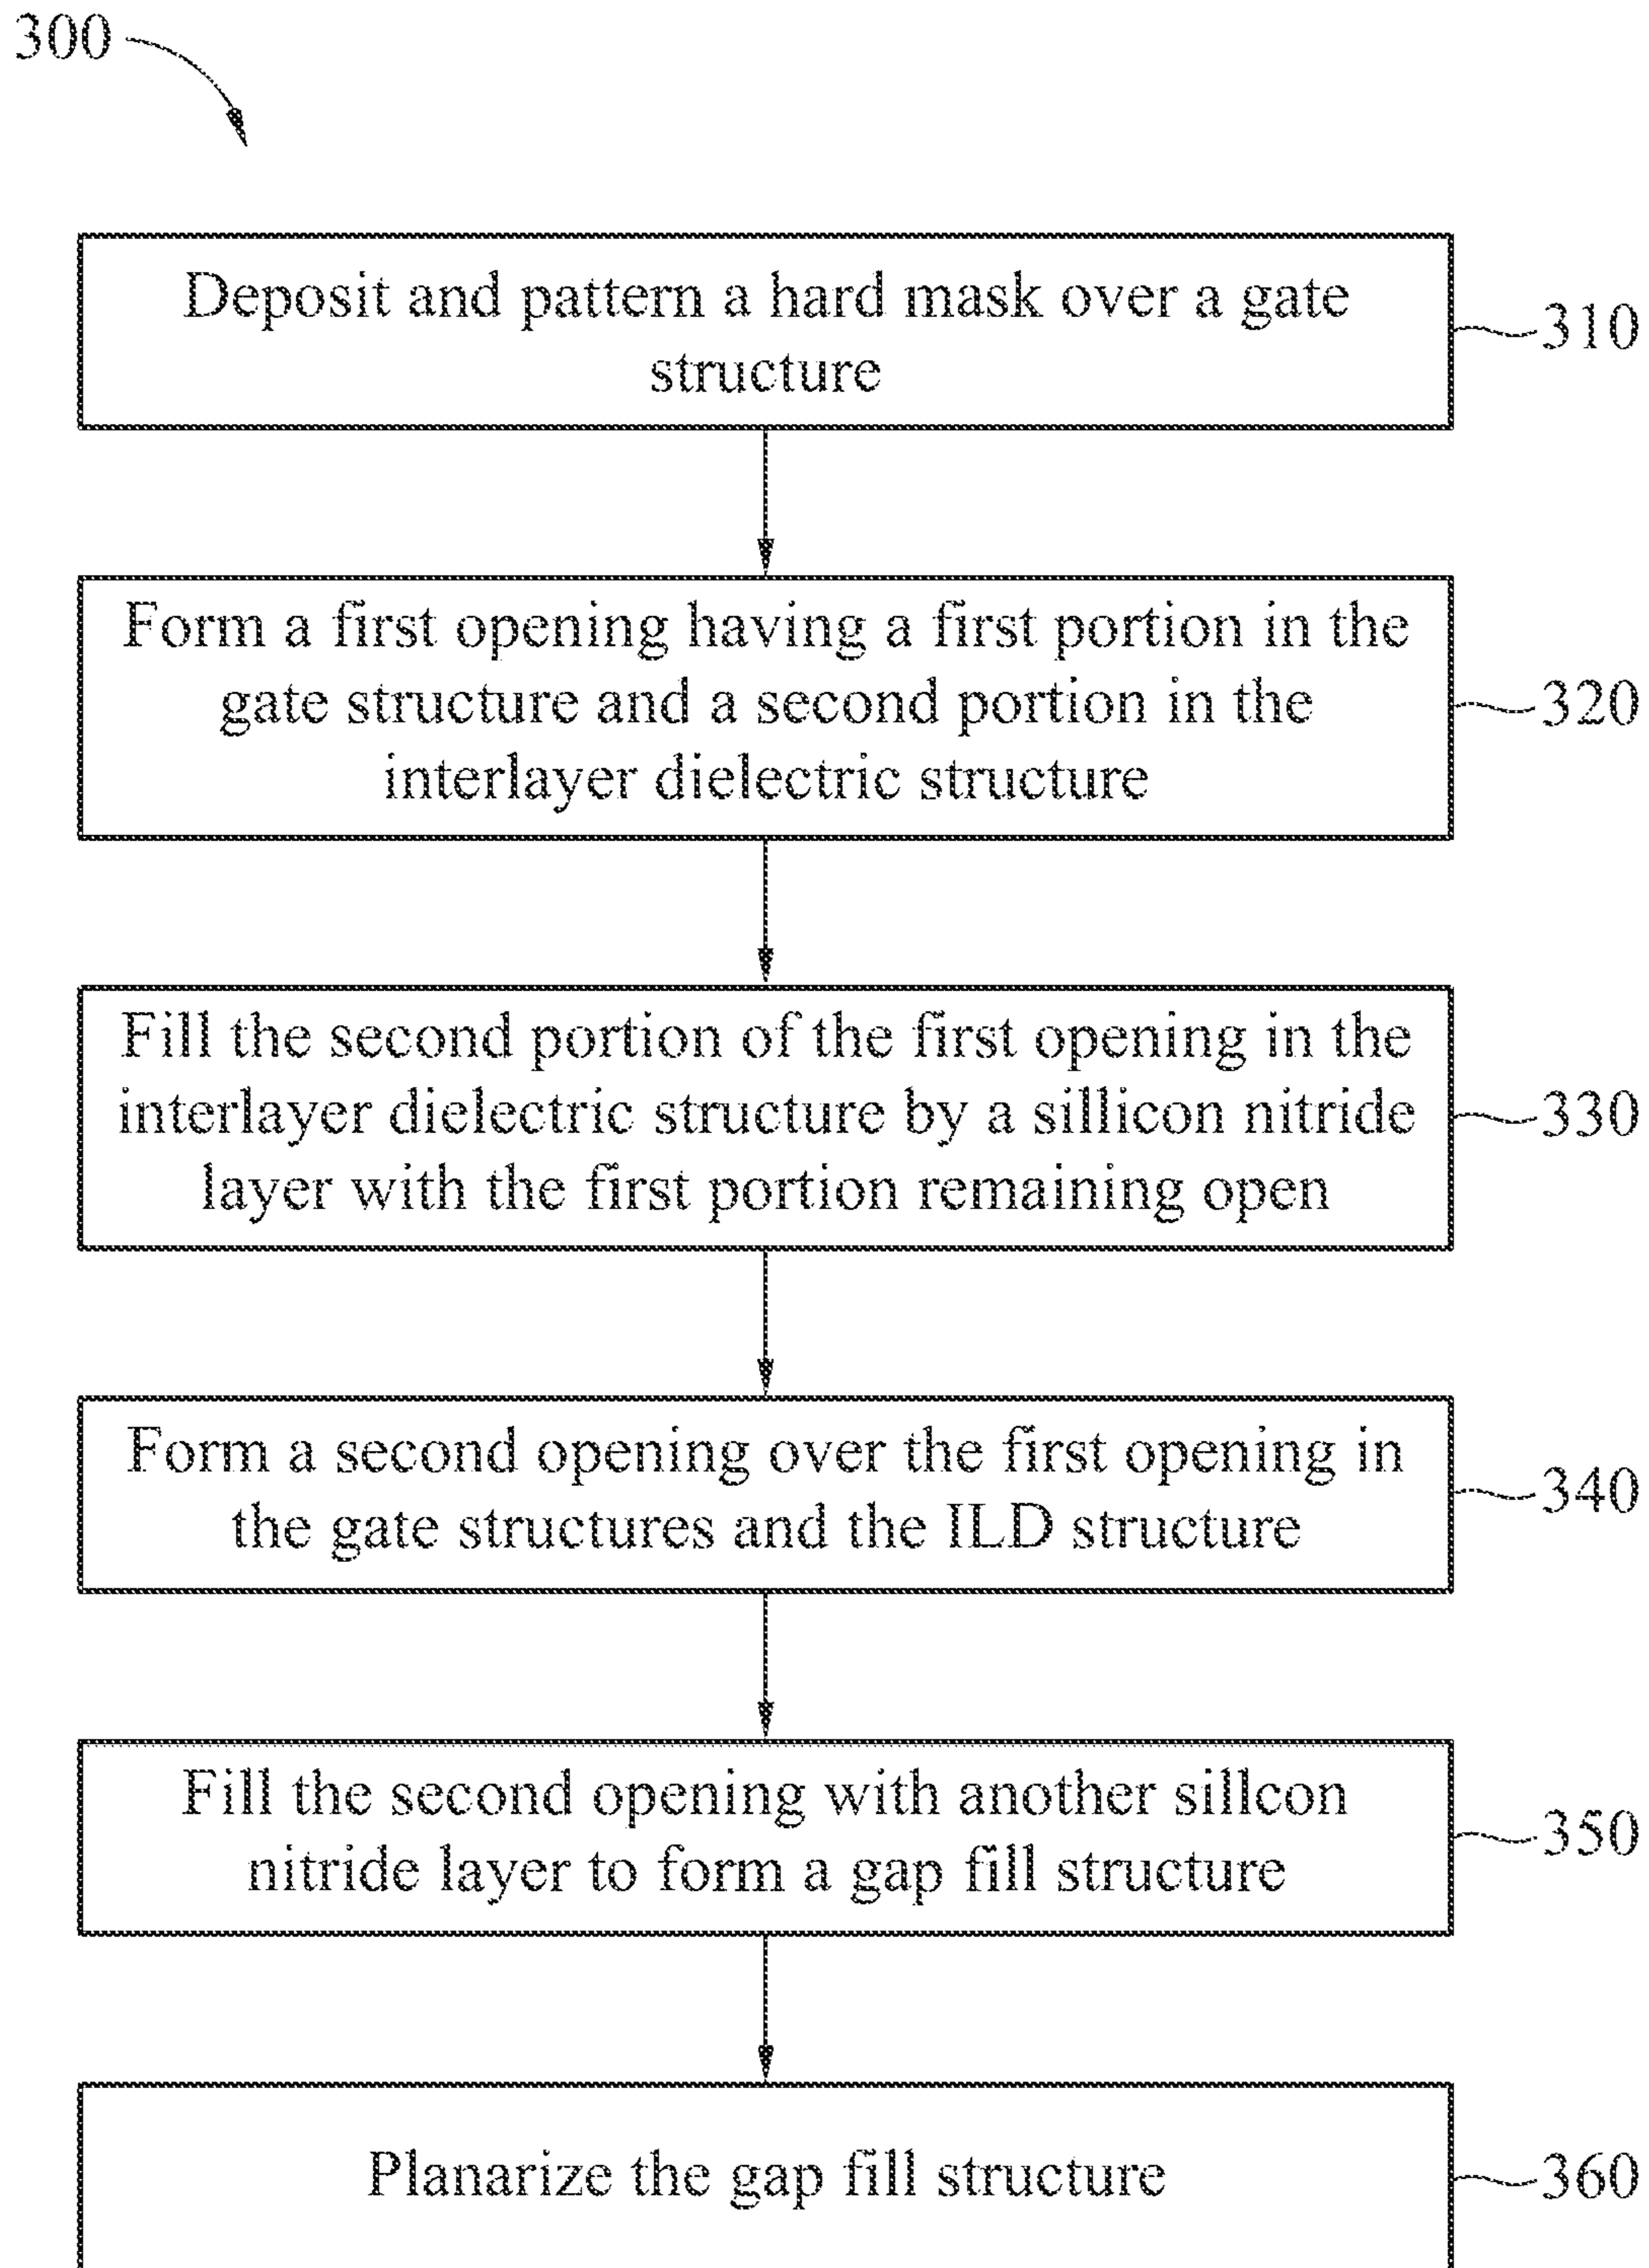 300
Deposit and pattern a hard mask over a gate
structure
310
Form a first opening having a first portion in the
gate structure and a second portion in the
interlayer dielectric structure
320
Fill the second portion of the first opening in the
interlayer dielectric structure by a sillicon nitride
layer with the first portion remaining open
330
Form a second opening over the first opening in
the gate structures and the ILD structure
340
Fill the second opening with another sillcon
nitride layer to form a gap fill structure
350
Planarize the gap fill structure
360